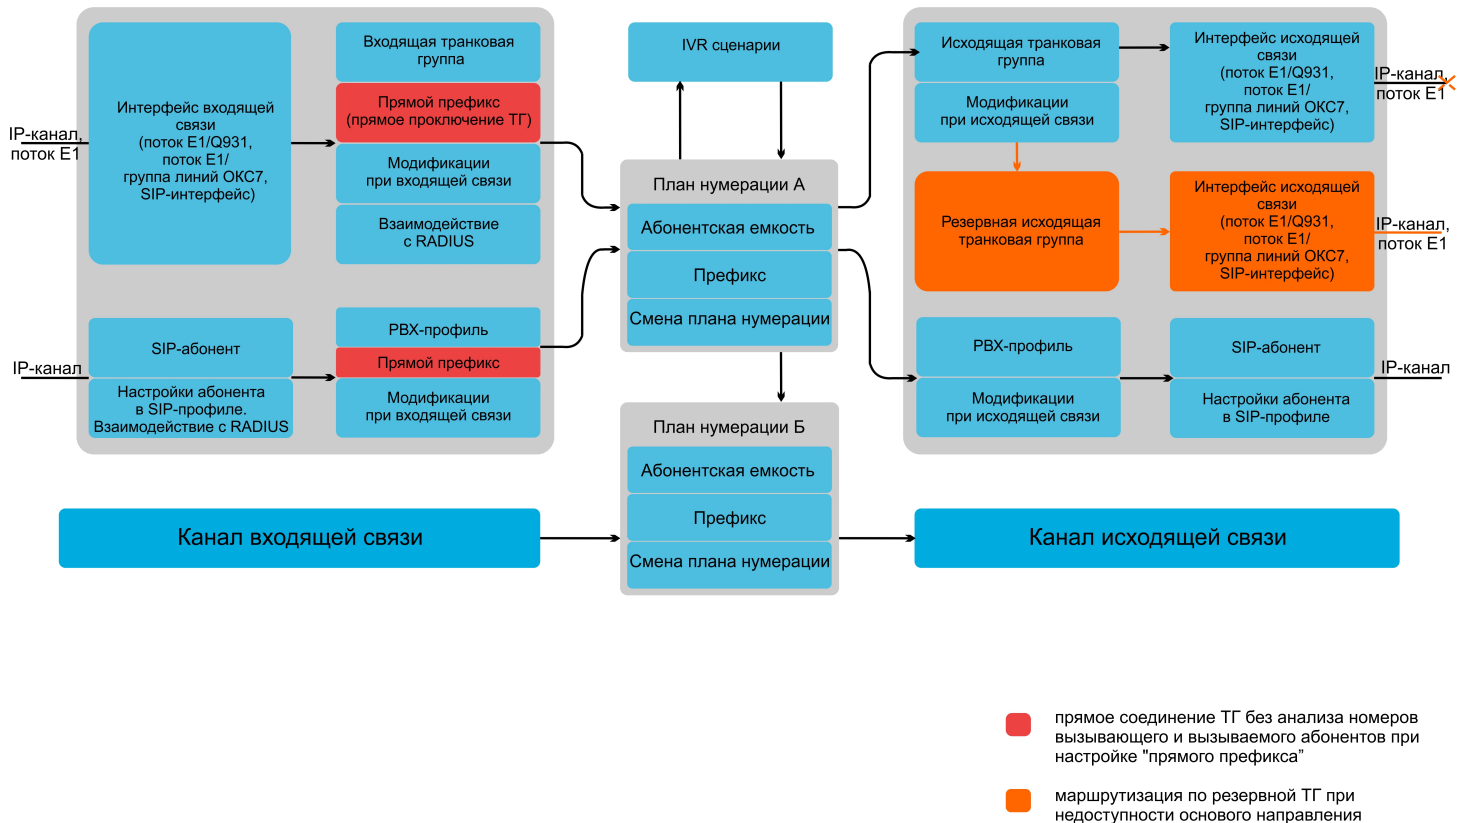 IP-канал,
поток Е1
Интерфейс входящей
связи
(поток E1/Q931,
поток E1/
группа линий ОКС7,
SIP-интерфейс)
Входящая транковая
группа
Прямой префикс
(прямое проключение ТГ)
Модификации
при входящей связи
Взаимодействие
с RADIUS
IP-канал
SIP-абонент
Настройки абонента
в SIP-профиле.
Взаимодействие с RADIUS
PBX-профиль
Прямой префикс
Модификации
при входящей связи
IVR сценарии
План нумерации А
Абонентская емкость
Префикс
Смена плана нумерации
План нумерации Б
Абонентская емкость
Префикс
Смена плана нумерации
Исходящая транковая
группа
Модификации
при исходящей связи
Интерфейс исходящей
связи
(поток E1/Q931,
поток E1/
группа линий ОКС7,
SIP-интерфейс)
IP-канал,
поток Е1
Резервная исходящая
транковая группа
Интерфейс исходящей
связи
(поток E1/Q931,
поток E1/
группа линий ОКС7,
SIP-интерфейс)
IP-канал,
поток Е1
PBX-профиль
Модификации
при исходящей связи
SIP-абонент
Настройки абонента
в SIP-профиле
IP-канал
Канал входящей связи
Канал исходящей связи
прямое соединение ТГ без анализа номеров
вызывающего и вызываемого абонентов при
настройке "прямого префикса”
маршрутизация по резервной ТГ при
недоступности основого направления